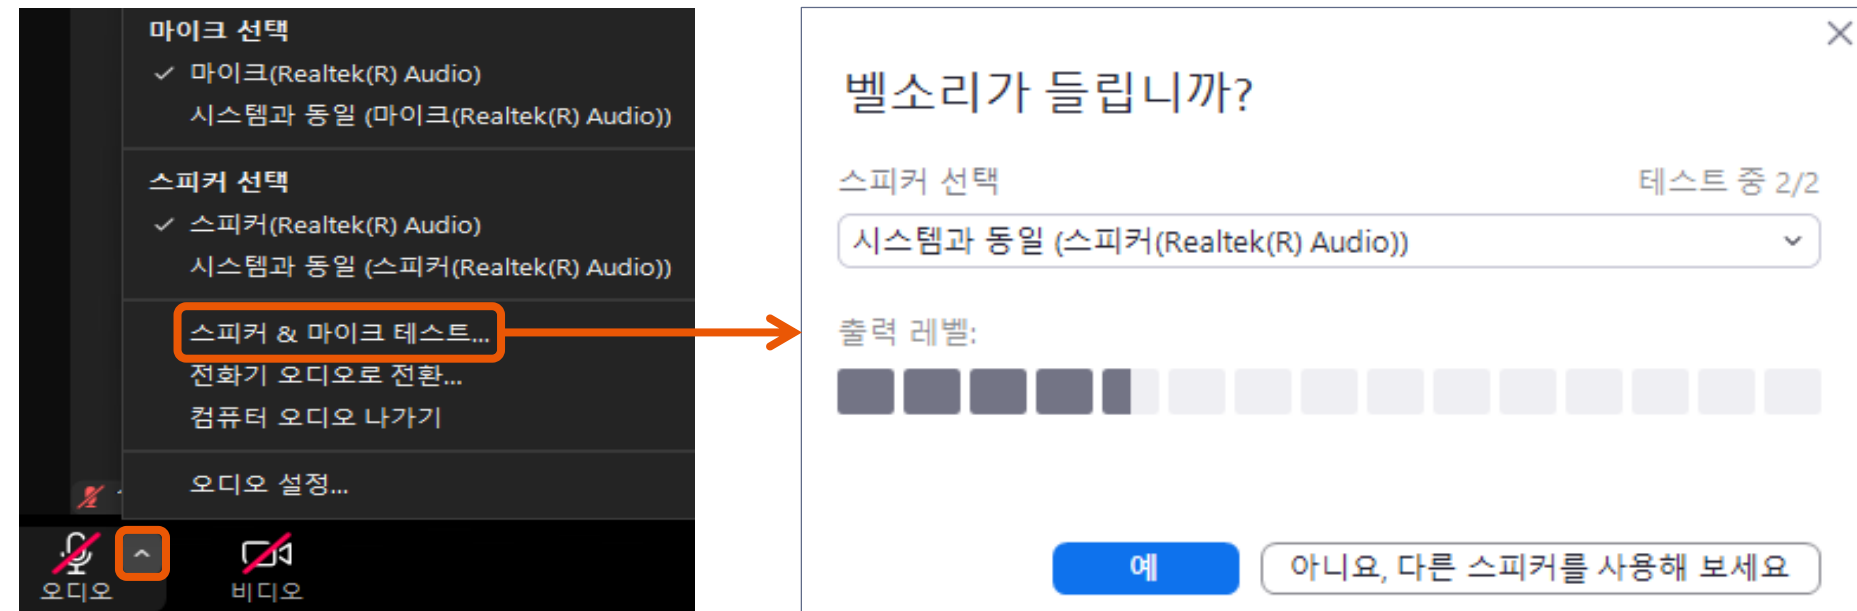 마이크 선택
마이크(Realtek(R) Audio)
시스템과 동일 (마이크(Realtek(R) Audio))
스피커 선택
스피커(Realtek(R) Audio)
시스템과 동일 (스피커(Realtek(R) Audio))
스피커 & 마이크 테스트...
전화기 오디오로 전환...
컴퓨터 오디오 나가기
오디오 설정...
오디오
비디오
벨소리가 들립니까?
스피커 선택
테스트 중 2/2
시스템과 동일 (스피커(Realtek(R) Audio))
출력 레벨:
예
아니요, 다른 스피커를 사용해 보세요